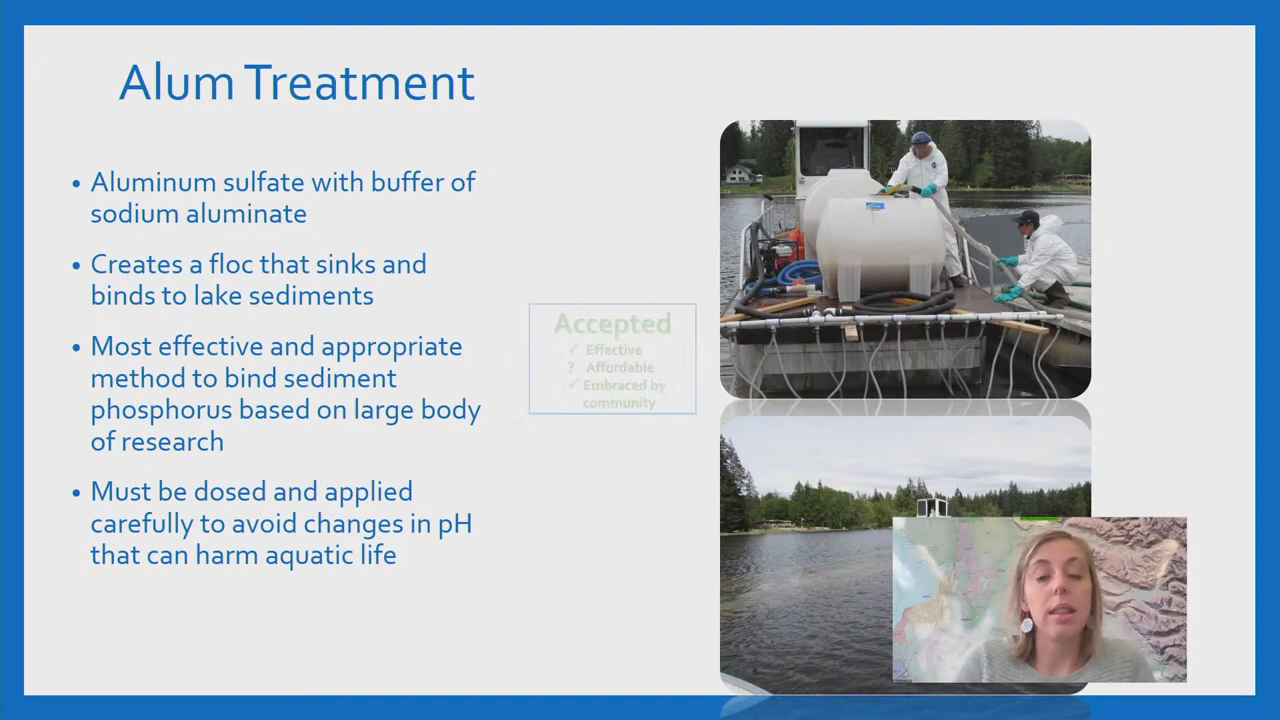 Alum Treatment
• Aluminum sulfate with buffer of
sodium aluminate
• Creates a floc that sinks and
binds to lake sediments
• Most effective and appropriate
method to bind sediment
phosphorus based on large body
of research
• Must be dosed and applied
carefully to avoid changes in pH
that can harm aquatic life
Accepted
✓ Effective
? Affordable
✓ Embraced by
community